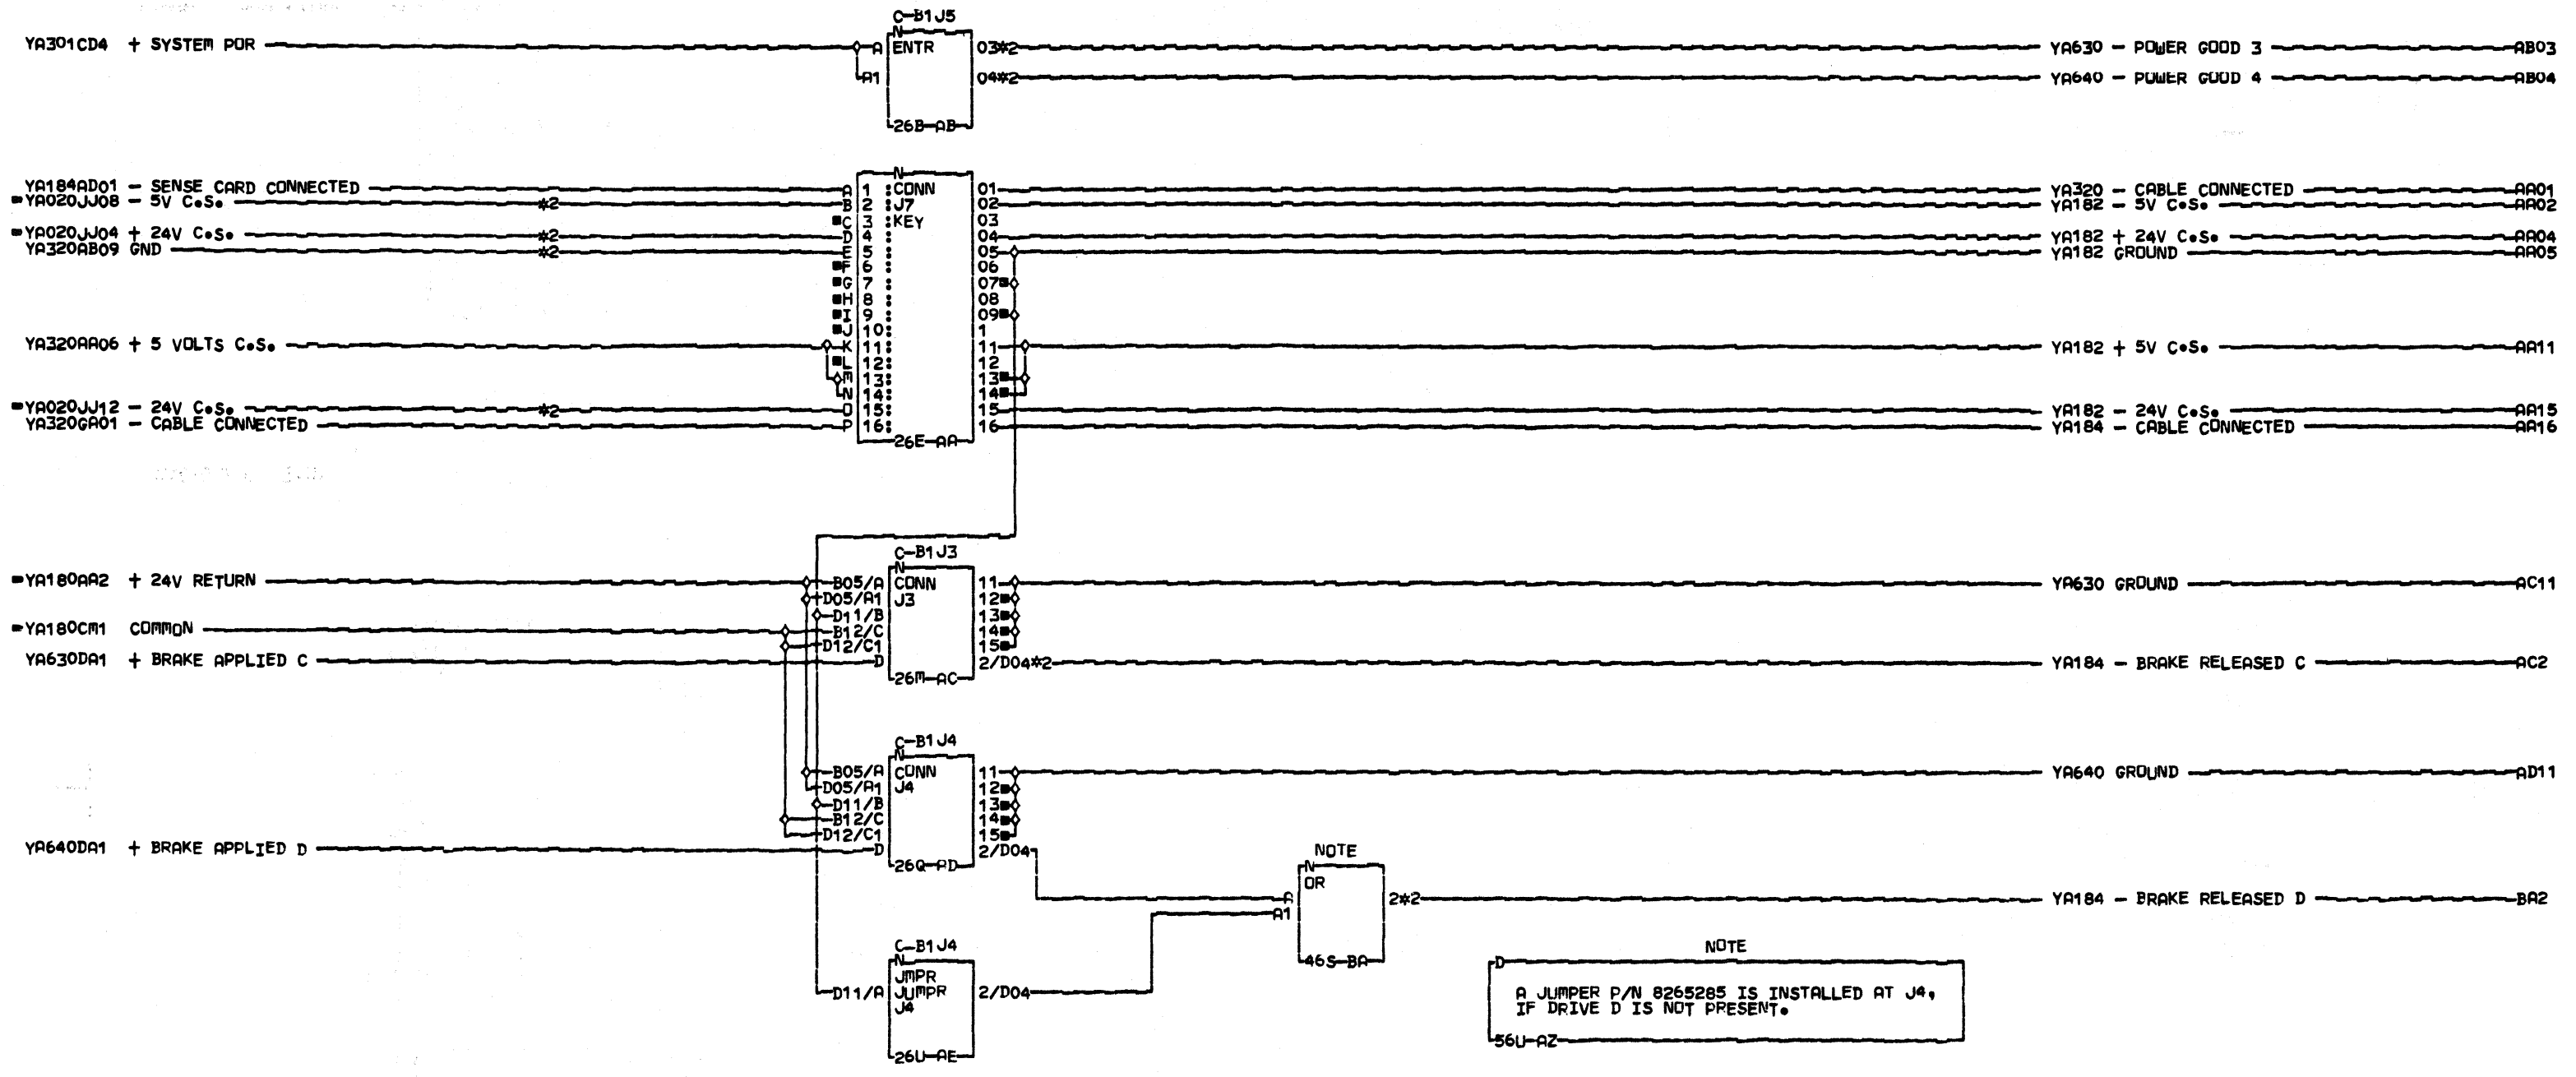 C-B1J5
N
YA301CD4 + SYSTEM POR A ENTR 03*2 YA630 - POWER GOOD 3 AB03
A1 04*2 YA640 - POWER GOOD 4 AB04
26B-AB
N
YA184AD01 - SENSE CARD CONNECTED A 1 CONN 01 YA320 - CABLE CONNECTED AA01
YA020JJ08 - 5V C.S. *2 B 2 J7 02 YA182 - 5V C.S. AA02
C 3 KEY 03
YA020JJ04 + 24V C.S. *2 D 4 04 YA182 + 24V C.S. AA04
YA320AB09 GND *2 E 5 05 YA182 GROUND AA05
F 6 06
G 7 07
H 8 08
I 9 09
J 10 1
YA320AA06 + 5 VOLTS C.S. K 11 11 YA182 + 5V C.S. AA11
L 12 12
M 13 13
N 14 14
YA020JJ12 - 24V C.S. *2 O 15 15 YA182 - 24V C.S. AA15
YA320GA01 - CABLE CONNECTED P 16 16 YA184 - CABLE CONNECTED AA16
26E-AA
C-B1J3
N
YA180AA2 + 24V RETURN B05/A CONN 11 YA630 GROUND AC11
D05/A1 J3 12
D11/B 13
YA180CM1 COMMON B12/C 14
D12/C1 15
YA630DA1 + BRAKE APPLIED C D 2/D04*2 YA184 - BRAKE RELEASED C AC2
26M-AC
C-B1J4
N
B05/A CONN 11 YA640 GROUND AD11
D05/A1 J4 12
D11/B 13
B12/C 14
D12/C1 15
YA640DA1 + BRAKE APPLIED D D 2/D04
26Q-AD
NOTE
N
OR
A 2*2 YA184 - BRAKE RELEASED D BA2
A1
46S-BA
C-B1J4
N
JMPR
D11/A JUMPR 2/D04
J4
26U-AE
NOTE
D
A JUMPER P/N 8265285 IS INSTALLED AT J4,
IF DRIVE D IS NOT PRESENT.
56U-AZ